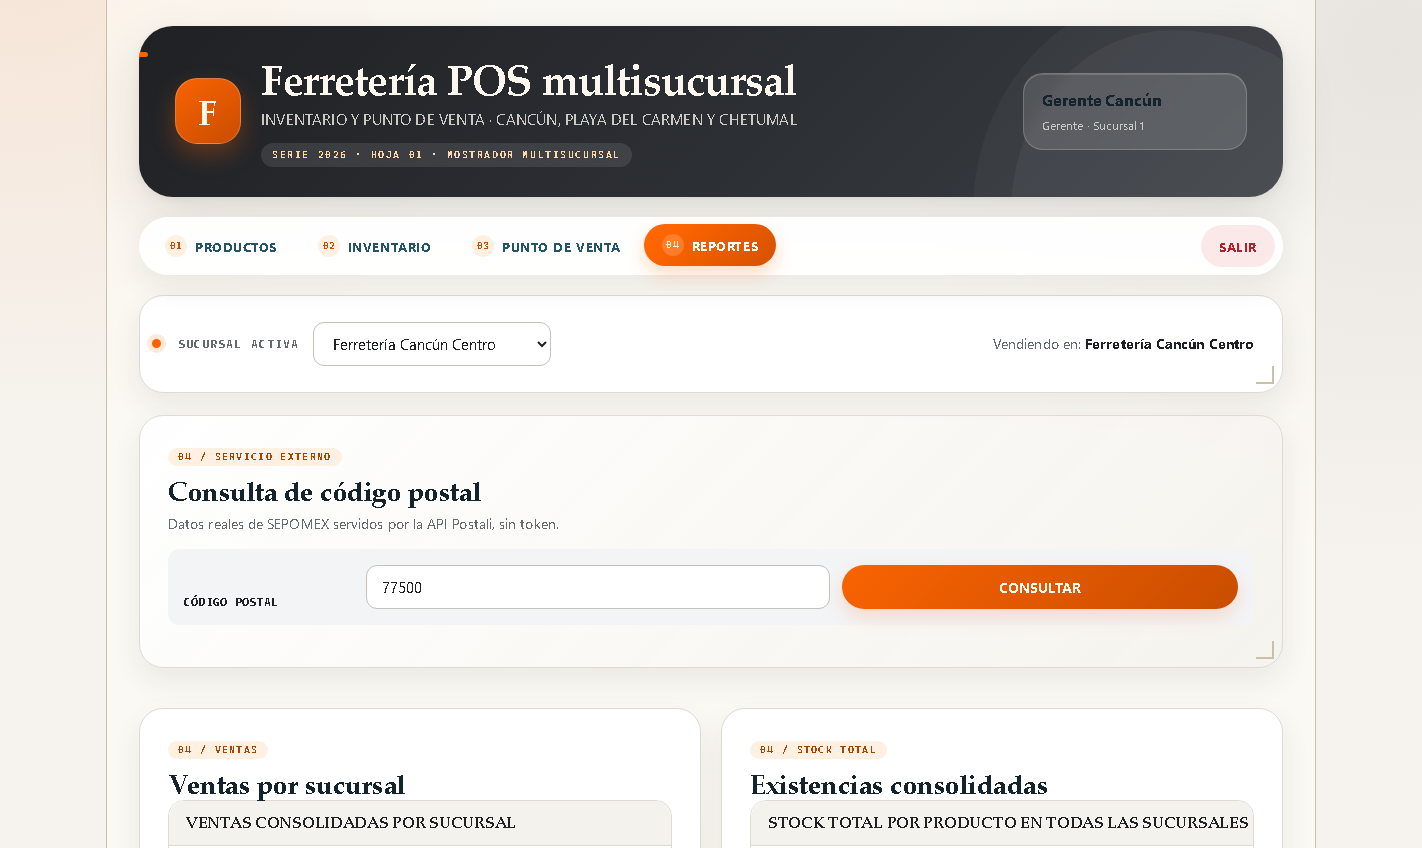 F
Ferretería POS multisucursal
INVENTARIO Y PUNTO DE VENTA · CANCÚN, PLAYA DEL CARMEN Y CHETUMAL
SERIE 2026 · HOJA 01 · MOSTRADOR MULTISUCURSAL
Gerente Cancún
Gerente · Sucursal 1
01 PRODUCTOS 02 INVENTARIO 03 PUNTO DE VENTA 04 REPORTES SALIR
SUCURSAL ACTIVA Ferretería Cancún Centro Vendiendo en: Ferretería Cancún Centro
04 / SERVICIO EXTERNO
Consulta de código postal
Datos reales de SEPOMEX servidos por la API Postali, sin token.
CÓDIGO POSTAL 77500 CONSULTAR
04 / VENTAS
Ventas por sucursal
VENTAS CONSOLIDADAS POR SUCURSAL
04 / STOCK TOTAL
Existencias consolidadas
STOCK TOTAL POR PRODUCTO EN TODAS LAS SUCURSALES